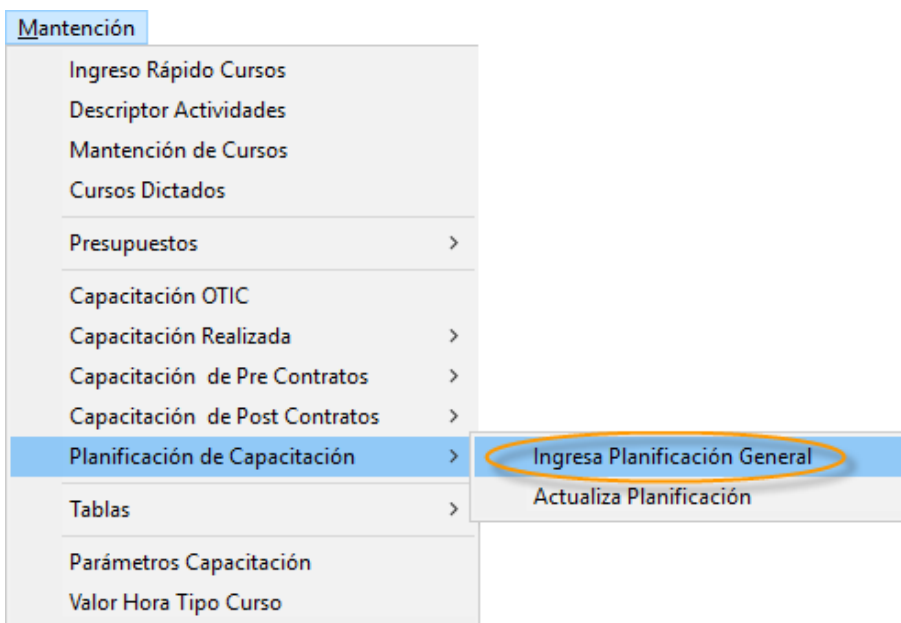 Mantención
Ingreso Rápido Cursos
Descriptor Actividades
Mantención de Cursos
Cursos Dictados
Presupuestos
Capacitación OTIC
Capacitación Realizada
Capacitación  de Pre Contratos
Capacitación  de Post Contratos
Planificación de Capacitación
Ingresa Planificación General
Actualiza Planificación
Tablas
Parámetros Capacitación
Valor Hora Tipo Curso